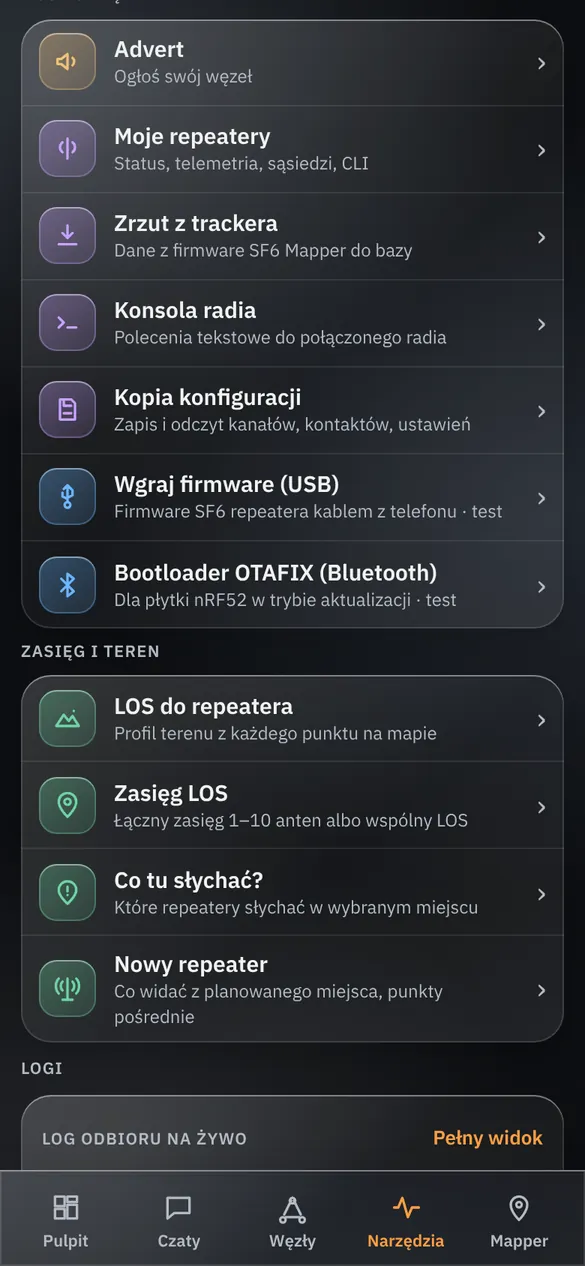 Advert
Ogłoś swój węzeł
Moje repeatery
Status, telemetria, sąsiedzi, CLI
Zrzut z trackera
Dane z firmware SF6 Mapper do bazy
Konsola radia
Polecenia tekstowe do połączonego radia
Kopia konfiguracji
Zapis i odczyt kanałów, kontaktów, ustawień
Wgraj firmware (USB)
Firmware SF6 repeatera kablem z telefonu · test
Bootloader OTAFIX (Bluetooth)
Dla płytki nRF52 w trybie aktualizacji · test
ZASIĘG I TEREN
LOS do repeatera
Profil terenu z każdego punktu na mapie
Zasięg LOS
Łączny zasięg 1–10 anten albo wspólny LOS
Co tu słychać?
Które repeatery słychać w wybranym miejscu
Nowy repeater
Co widać z planowanego miejsca, punkty
pośrednie
LOGI
LOG ODBIORU NA ŻYWO
Pełny widok
Pulpit
Czaty
Węzły
Narzędzia
Mapper